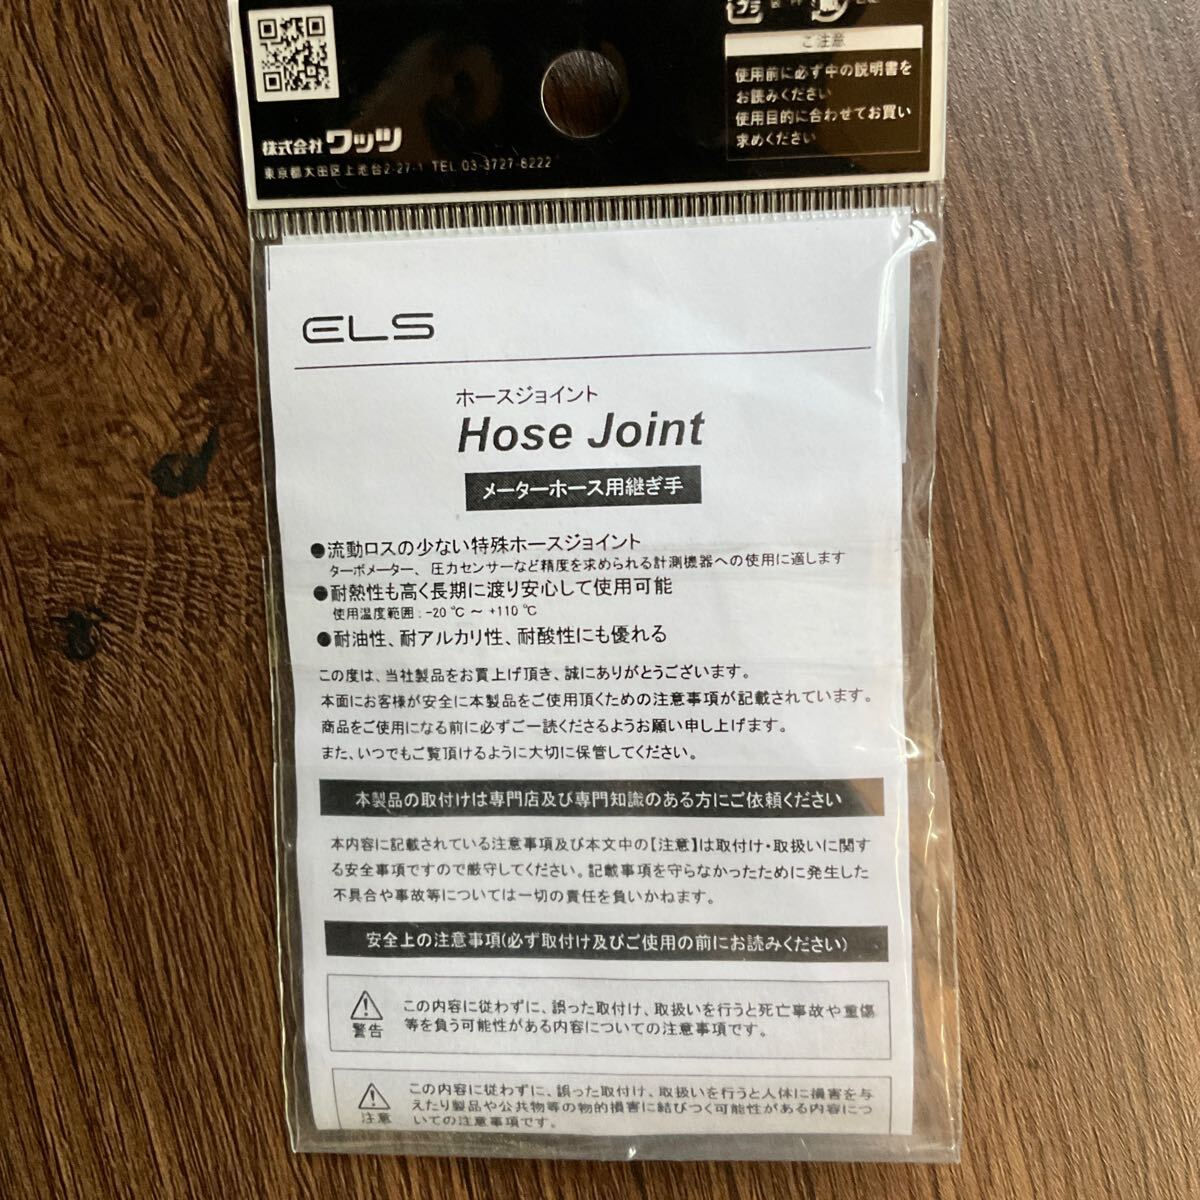 プラ
ご注意
使用前に必ず中の説明書を
お読みください
使用目的に合わせてお買い
求めください
株式会社 ワッツ
東京都大田区上池台2-27-1 TEL 03-3727-8222
ELS
ホースジョイント
Hose Joint
メーターホース用継ぎ手
●流動ロスの少ない特殊ホースジョイント
ターボメーター、圧力センサーなど精度を求められる計測機器への使用に適します
●耐熱性も高く長期に渡り安心して使用可能
使用温度範囲：-20 ℃ ～ +110 ℃
●耐油性、耐アルカリ性、耐酸性にも優れる
この度は、当社製品をお買上げ頂き、誠にありがとうございます。
本面にお客様が安全に本製品をご使用頂くための注意事項が記載されています。
商品をご使用になる前に必ずご一読くださるようお願い申し上げます。
また、いつでもご覧頂けるように大切に保管してください。
本製品の取付けは専門店及び専門知識のある方にご依頼ください
本内容に記載されている注意事項及び本文中の【注意】は取付け・取扱いに関す
る安全事項ですので厳守してください。記載事項を守らなかったために発生した
不具合や事故等については一切の責任を負いかねます。
安全上の注意事項(必ず取付け及びご使用の前にお読みください)
警告
この内容に従わずに、誤った取付け、取扱いを行うと死亡事故や重傷
等を負う可能性がある内容についての注意事項です。
注意
この内容に従わずに、誤った取付け、取扱いを行うと人体に損害を与
えたり製品や公共物等の物的損害に結びつく可能性がある内容につ
いての注意事項です。